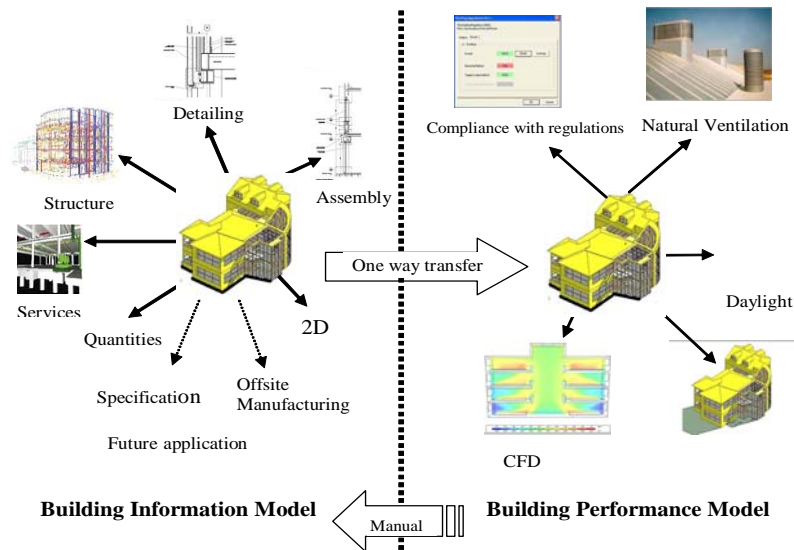 Detailing
Structure
Assembly
Services
Quantities
2D
Specification
Offsite
Manufacturing
Future application
Building Information Model
One way transfer
Manual
Compliance with regulations
Natural Ventilation
Daylight
CFD
Building Performance Model